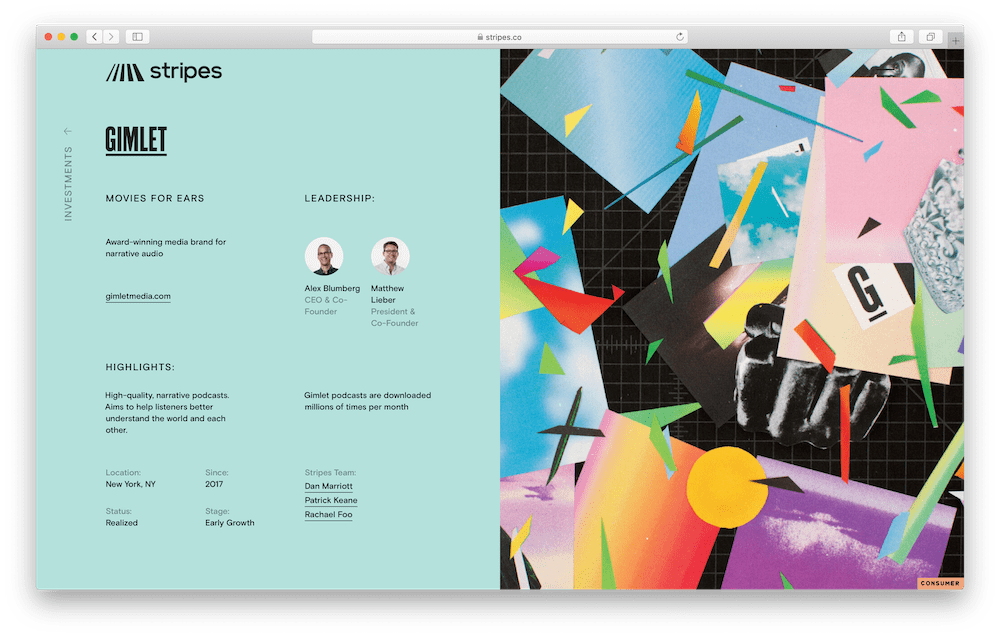 stripes.co
stripes
GIMLET
INVESTMENTS
MOVIES FOR EARS
LEADERSHIP:
Award-winning media brand for
narrative audio
gimletmedia.com
Alex Blumberg
CEO & Co-
Founder
Matthew
Lieber
President &
Co-Founder
HIGHLIGHTS:
High-quality, narrative podcasts.
Aims to help listeners better
understand the world and each
other.
Gimlet podcasts are downloaded
millions of times per month
Location:
New York, NY
Since:
2017
Stripes Team:
Dan Marriott
Patrick Keane
Rachael Foo
Status:
Realized
Stage:
Early Growth
G
CONSUMER